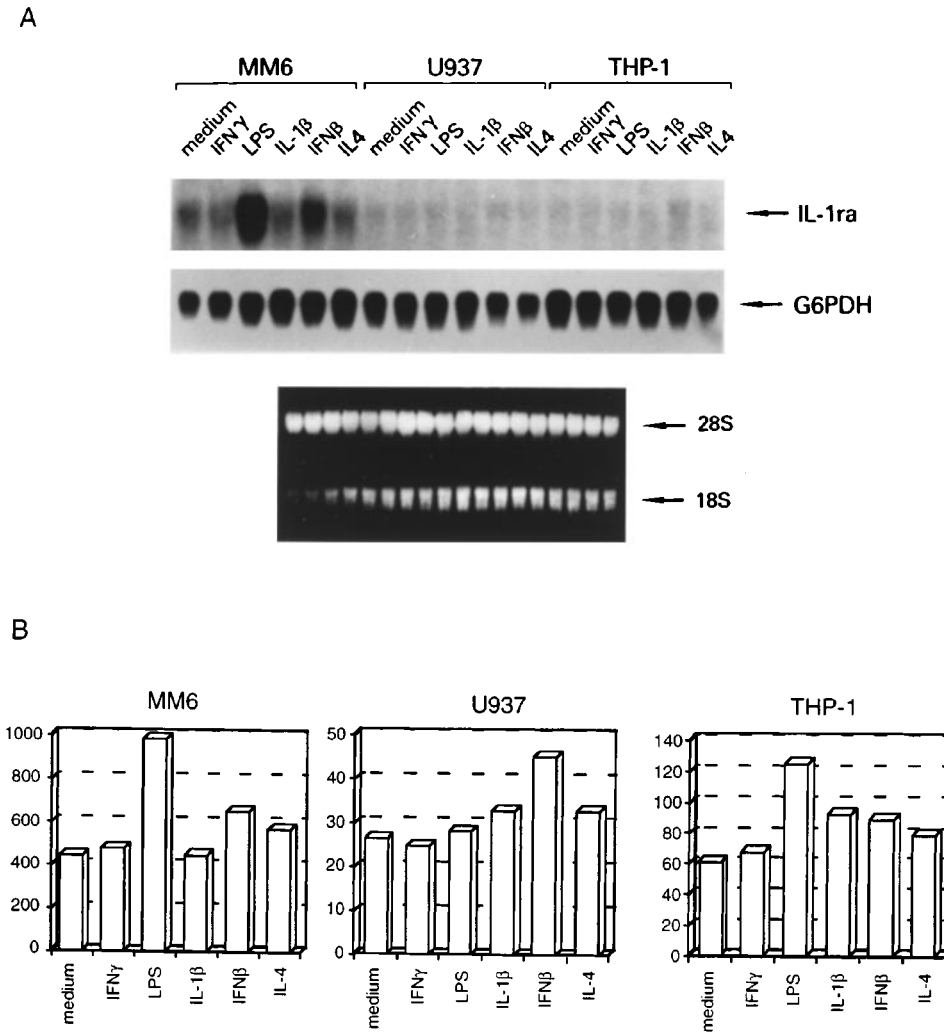 A
MM6 U937 THP-1
medium IFNγ LPS IL-1β IFNβ IL4 medium IFNγ LPS IL-1β IFNβ IL4 medium IFNγ LPS IL-1β IFNβ IL4
IL-1ra
G6PDH
28S
18S
B
MM6
1000
800
600
400
200
0
medium IFNγ LPS IL-1β IFNβ IL-4
U937
50
40
30
20
10
0
medium IFNγ LPS IL-1β IFNβ IL-4
THP-1
140
120
100
80
60
40
20
0
medium IFNγ LPS IL-1β IFNβ IL-4